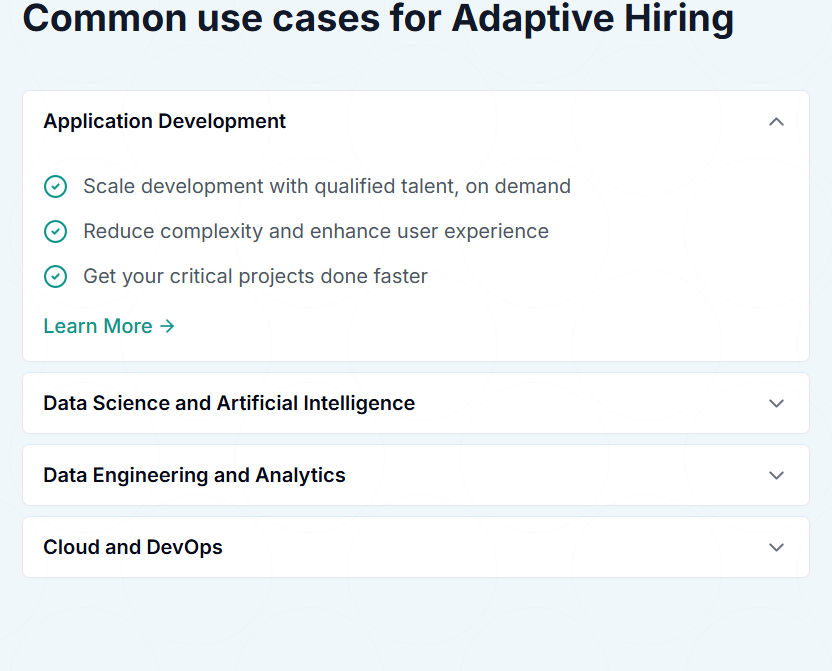 Common use cases for Adaptive Hiring
Application Development
Scale development with qualified talent, on demand
Reduce complexity and enhance user experience
Get your critical projects done faster
Learn More →
Data Science and Artificial Intelligence
Data Engineering and Analytics
Cloud and DevOps